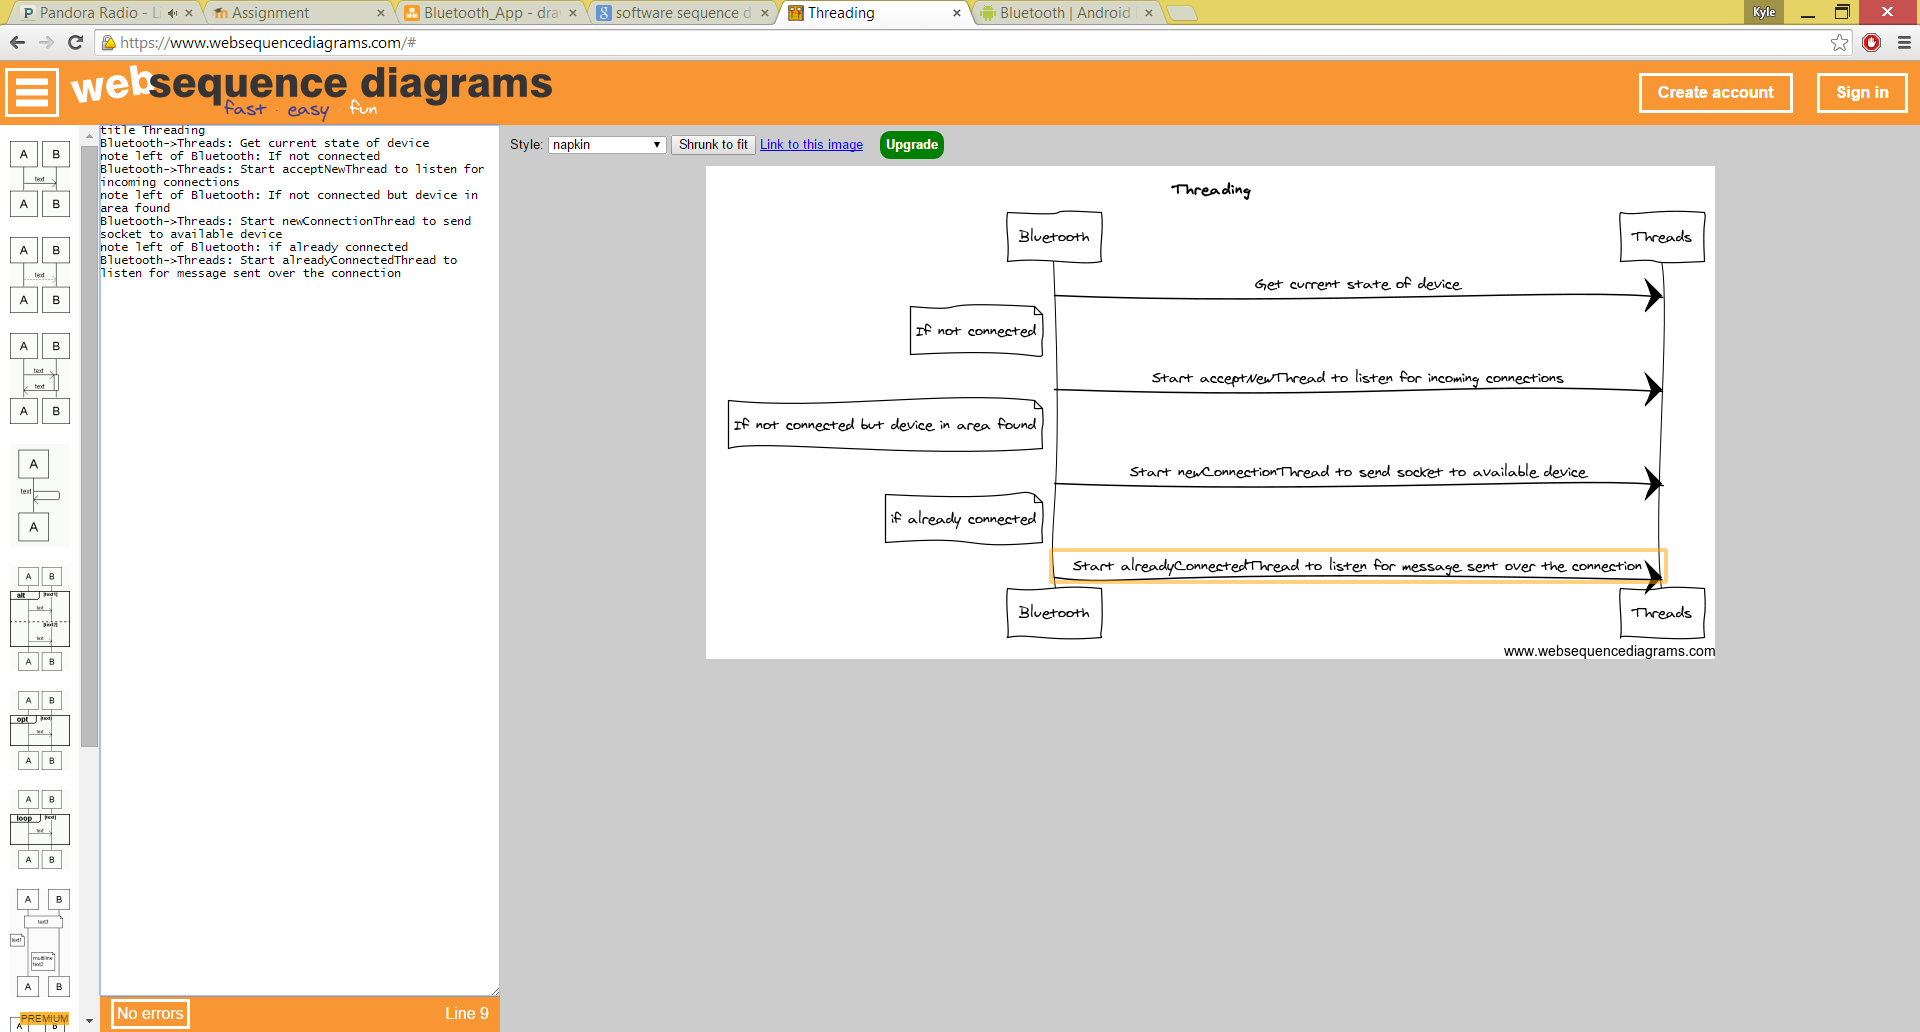 Pandora Radio - Li
Assignment
Bluetooth_App - dra
software sequence d
Threading
Bluetooth | Android
Kyle
https://www.websequencediagrams.com/#
web sequence diagrams
fast · easy · fun
Create account
Sign in
title Threading
Bluetooth->Threads: Get current state of device
note left of Bluetooth: If not connected
Bluetooth->Threads: Start acceptNewThread to listen for
incoming connections
note left of Bluetooth: If not connected but device in
area found
Bluetooth->Threads: Start newConnectionThread to send
socket to available device
note left of Bluetooth: if already connected
Bluetooth->Threads: Start alreadyConnectedThread to
listen for message sent over the connection
Style: napkin
Shrunk to fit
Link to this image
Upgrade
Threading
Bluetooth
Threads
Get current state of device
If not connected
Start acceptNewThread to listen for incoming connections
If not connected but device in area found
Start newConnectionThread to send socket to available device
if already connected
Start alreadyConnectedThread to listen for message sent over the connection
Bluetooth
Threads
www.websequencediagrams.com
A B
text
A B
A B
text
A B
A B
text
text
A B
A
text
A
A B
alt [text1]
text
[text2]
text
A B
A B
opt [text]
text
A B
A B
loop [text]
text
A B
A B
text3
text1
multiline
text2
A B
PREMIUM
A B
No errors
Line 9